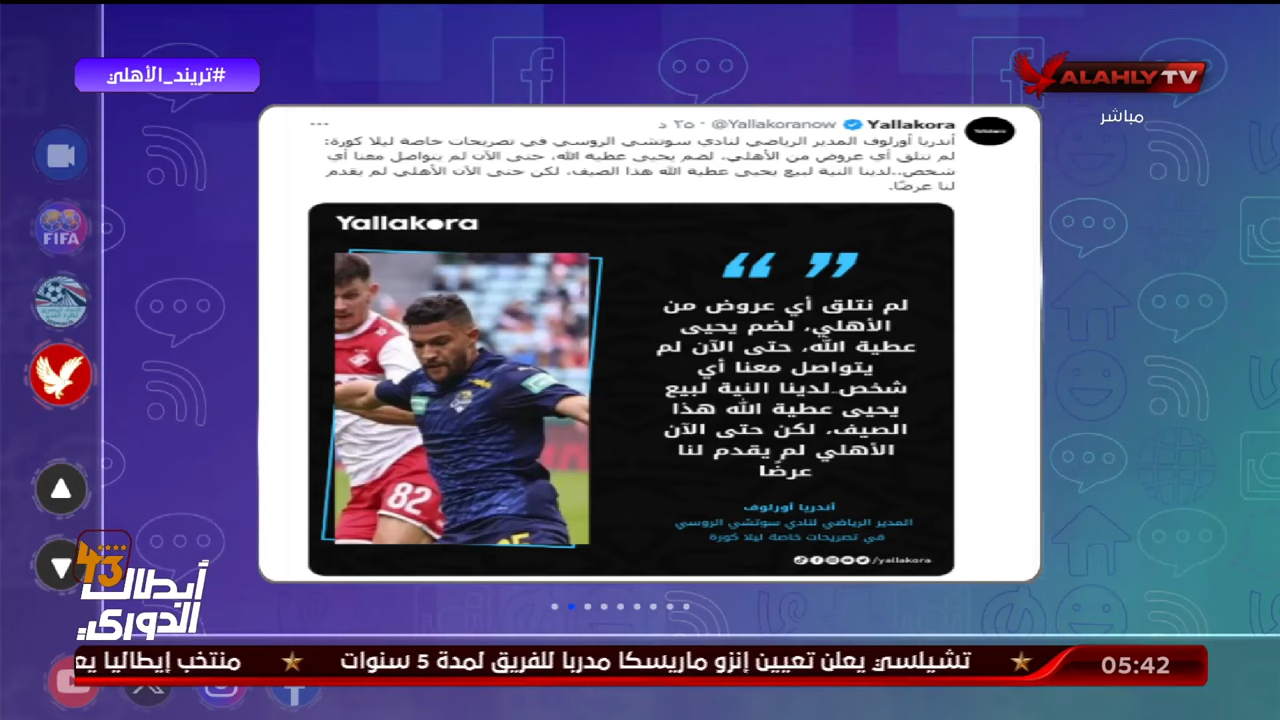 #تريند_الأهلي
ALAHLY TV
مباشر
Yallakora @Yallakoranow · ٢٥ د
أندريا أورلوف المدير الرياضي لنادي سوتشي الروسي في تصريحات خاصة ليلا كورة:
لم نتلق أي عروض من الأهلي، لضم يحيى عطية الله، حتى الآن لم يتواصل معنا أي
شخص..لدينا النية لبيع يحيى عطية الله هذا الصيف، لكن حتى الآن الأهلي لم يقدم
لنا عرضًا.
Yallakora
لم نتلق أي عروض من
الأهلي، لضم يحيى
عطية الله، حتى الآن لم
يتواصل معنا أي
شخص..لدينا النية لبيع
يحيى عطية الله هذا
الصيف، لكن حتى الآن
الأهلي لم يقدم لنا
عرضًا
أندريا أورلوف
المدير الرياضي لنادي سوتشي الروسي
في تصريحات خاصة ليلا كورة
/yallakora
82
FIFA
43
أبطال
الدوري
تشيلسي يعلن تعيين إنزو ماريسكا مدربا للفريق لمدة 5 سنوات
منتخب إيطاليا يع
05:42